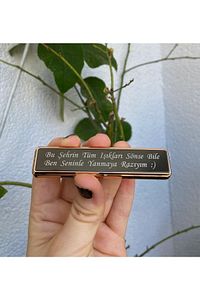 Bu Şehrin Tüm Işıkları Sönse Bile
Ben Seninle Yanmaya Razıyım :)